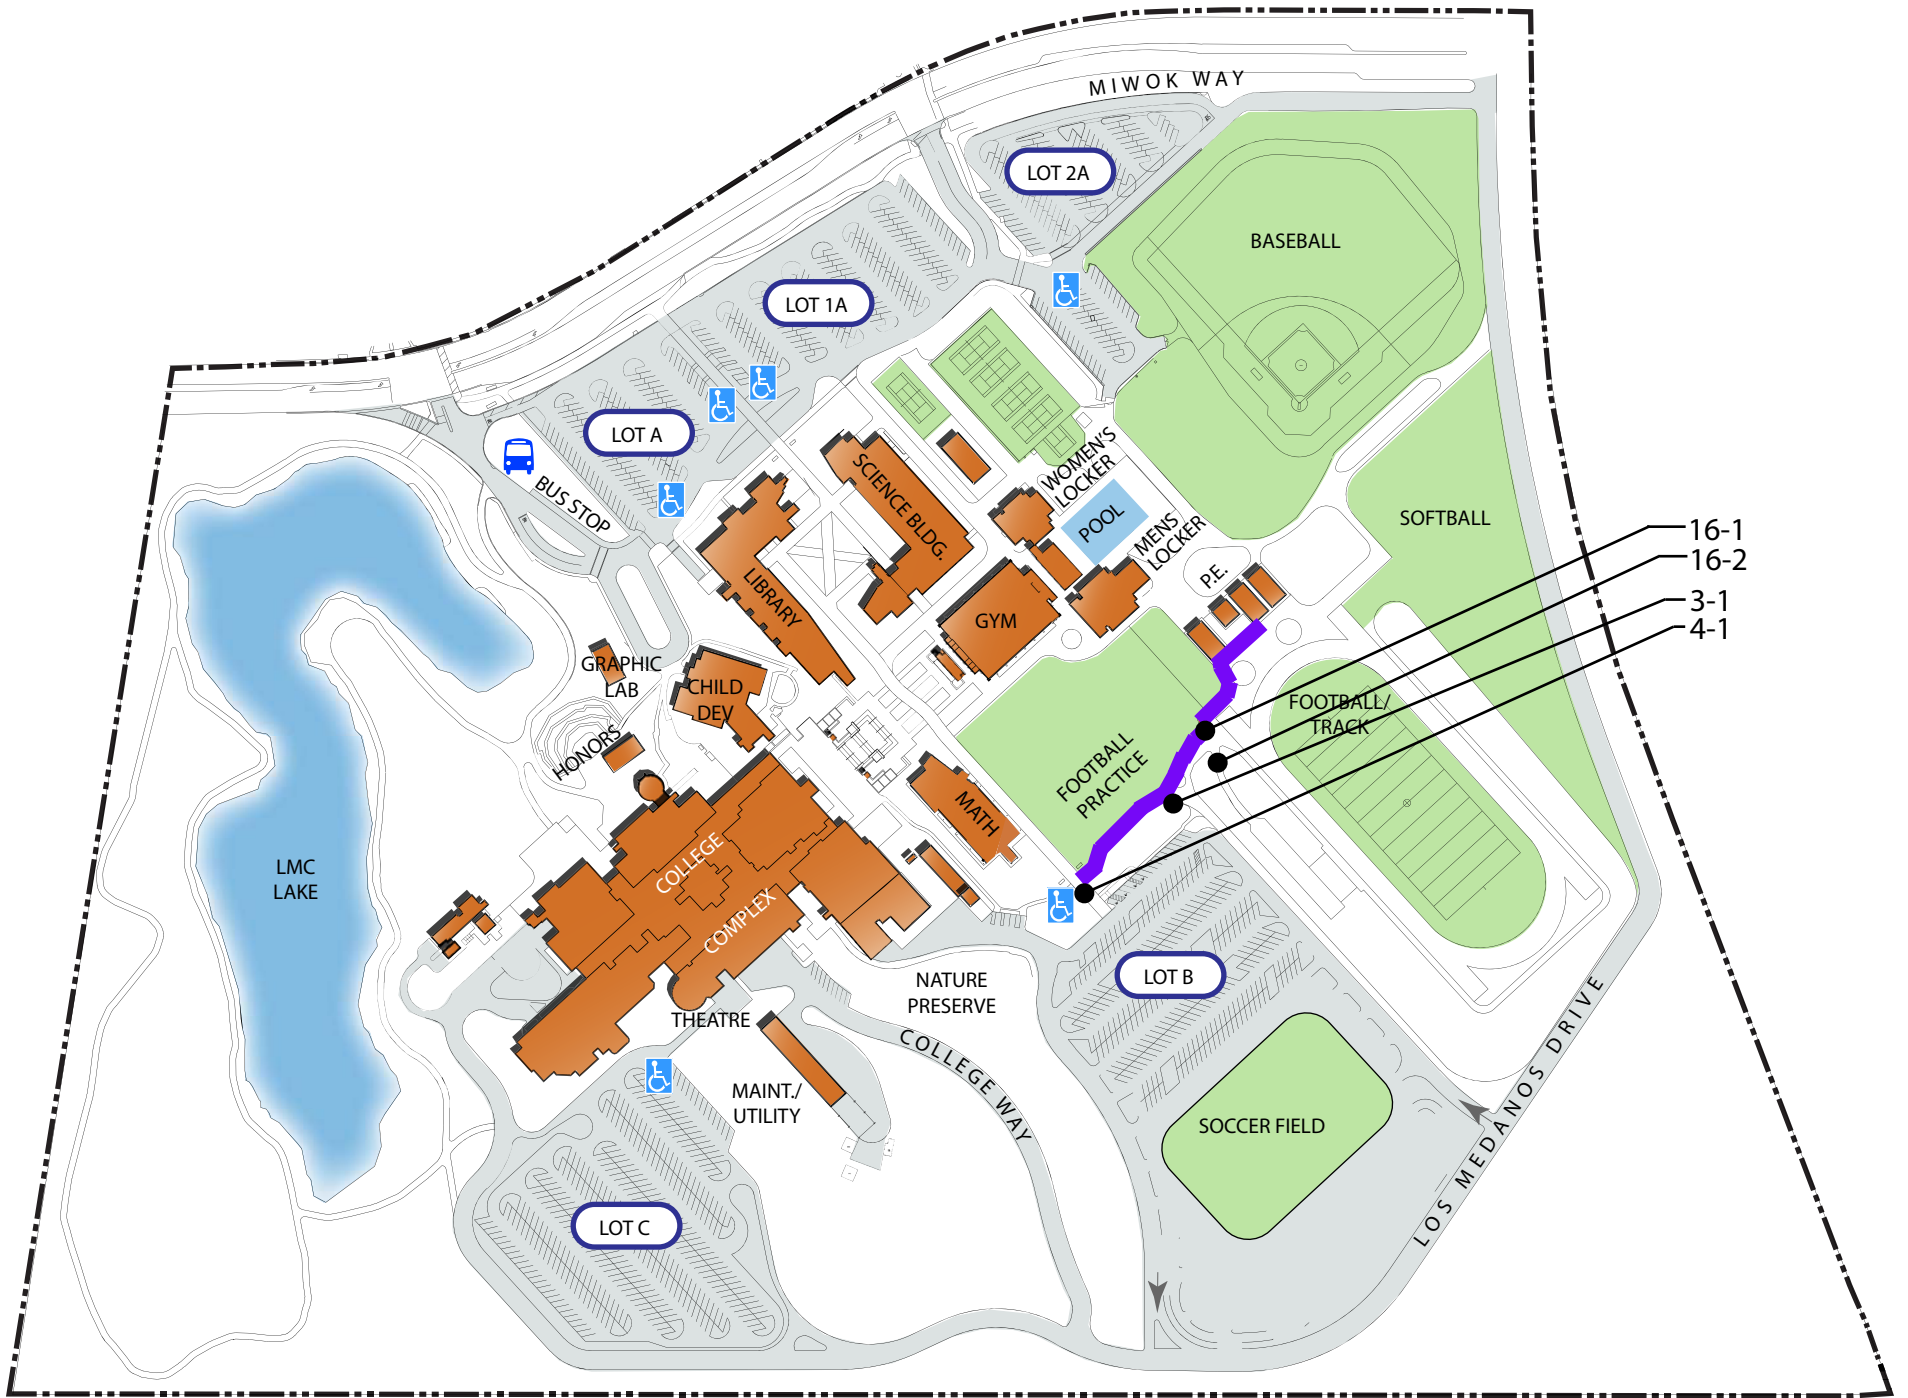 MIWOK WAY
LOT 2A
BASEBALL
LOT 1A
LOT A
BUS STOP
SCIENCE BLDG.
WOMEN'S
LOCKER
POOL
MENS
LOCKER
SOFTBALL
16-1
16-2
3-1
4-1
P.E.
LIBRARY
GYM
GRAPHIC
LAB
CHILD
DEV
HONORS
FOOTBALL/
TRACK
FOOTBALL
PRACTICE
MATH
COLLEGE
COMPLEX
LMC
LAKE
NATURE
PRESERVE
LOT B
THEATRE
MAINT./
UTILITY
COLLEGE WAY
SOCCER FIELD
LOS MEDANOS DRIVE
LOT C